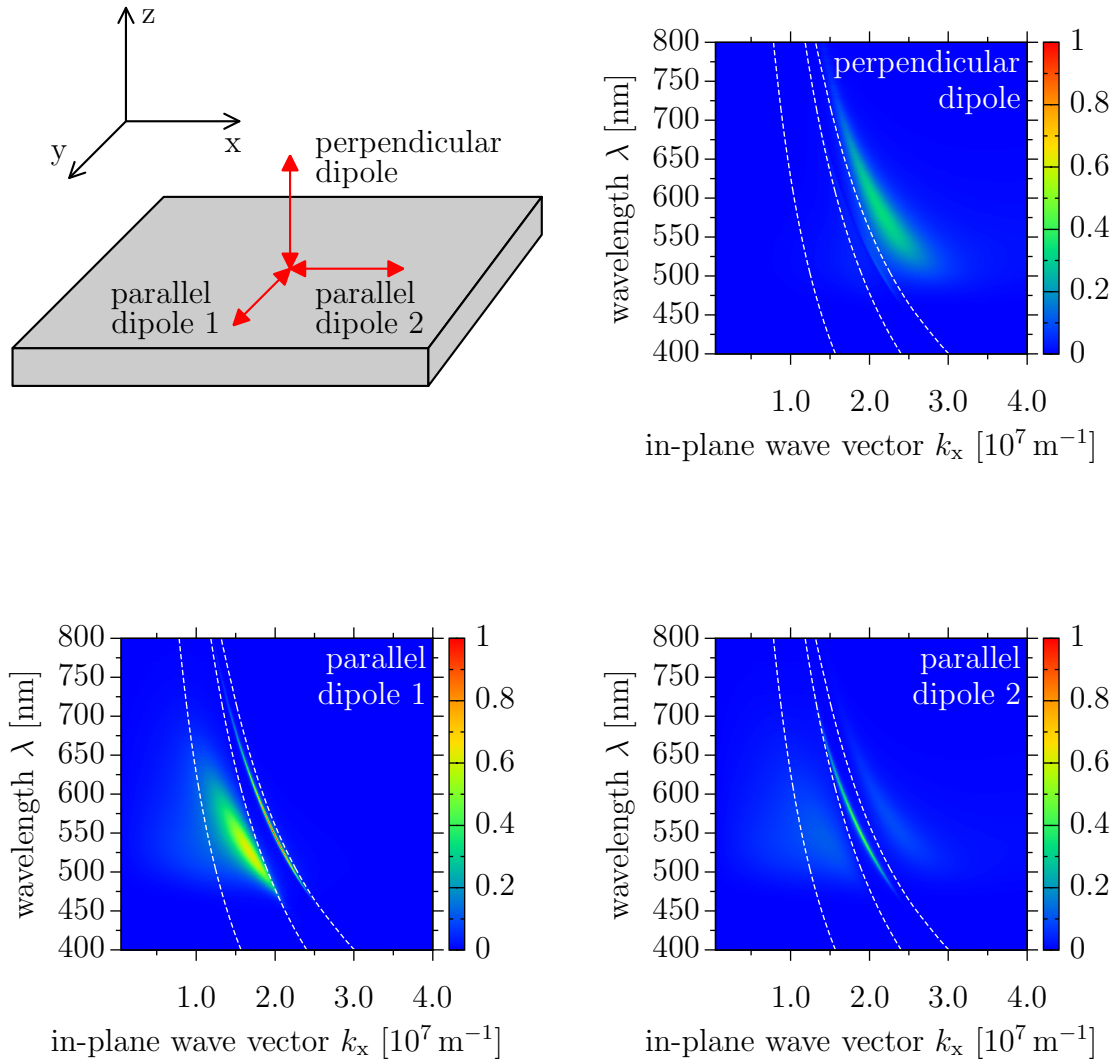 z
y
x
perpendicular
dipole
parallel
dipole 1
parallel
dipole 2
perpendicular
dipole
wavelength λ [nm]
800
750
700
650
600
550
500
450
400
1.0 2.0 3.0 4.0
in-plane wave vector kₓ [10⁷ m⁻¹]
1
0.8
0.6
0.4
0.2
0
parallel
dipole 1
wavelength λ [nm]
800
750
700
650
600
550
500
450
400
1.0 2.0 3.0 4.0
in-plane wave vector kₓ [10⁷ m⁻¹]
1
0.8
0.6
0.4
0.2
0
parallel
dipole 2
wavelength λ [nm]
800
750
700
650
600
550
500
450
400
1.0 2.0 3.0 4.0
in-plane wave vector kₓ [10⁷ m⁻¹]
1
0.8
0.6
0.4
0.2
0